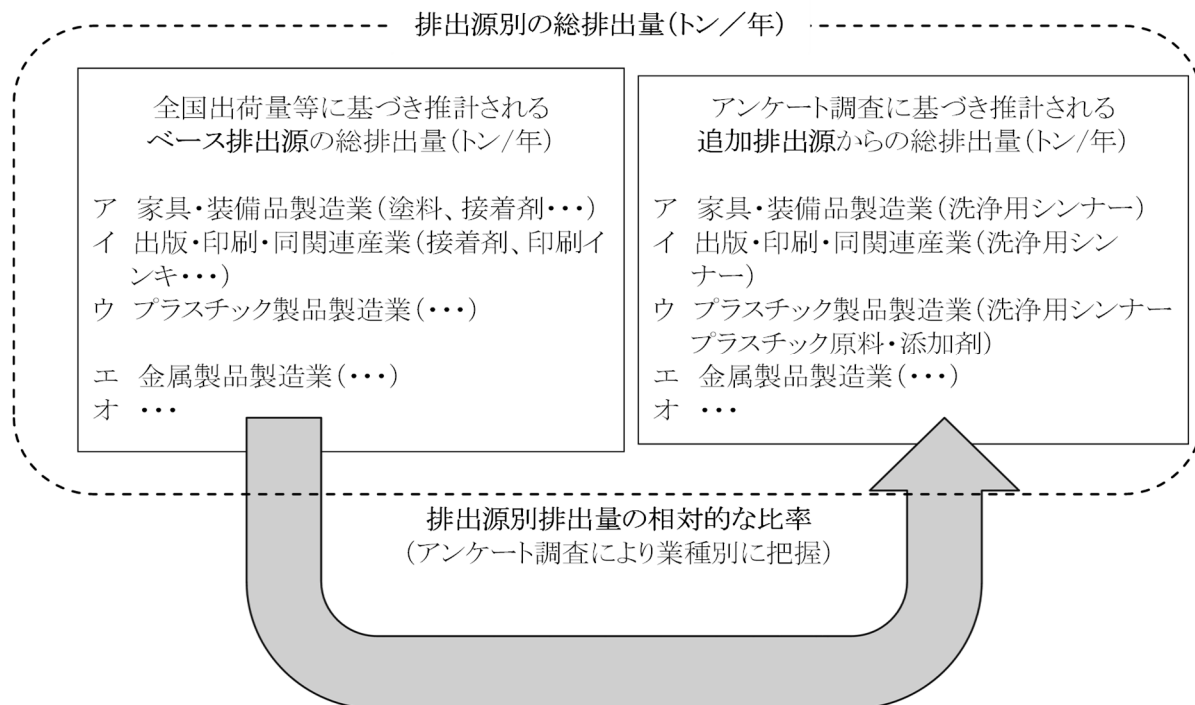 排出源別の総排出量(トン／年)
全国出荷量等に基づき推計される
ベース排出源の総排出量(トン/年)
ア 家具・装備品製造業(塗料、接着剤・・・)
イ 出版・印刷・同関連産業(接着剤、印刷イ
ンキ・・・)
ウ プラスチック製品製造業(・・・)
エ 金属製品製造業(・・・)
オ ・・・
アンケート調査に基づき推計される
追加排出源からの総排出量(トン/年)
ア 家具・装備品製造業(洗浄用シンナー)
イ 出版・印刷・同関連産業(洗浄用シン
ナー)
ウ プラスチック製品製造業(洗浄用シンナー
プラスチック原料・添加剤)
エ 金属製品製造業(・・・)
オ ・・・
排出源別排出量の相対的な比率
(アンケート調査により業種別に把握)